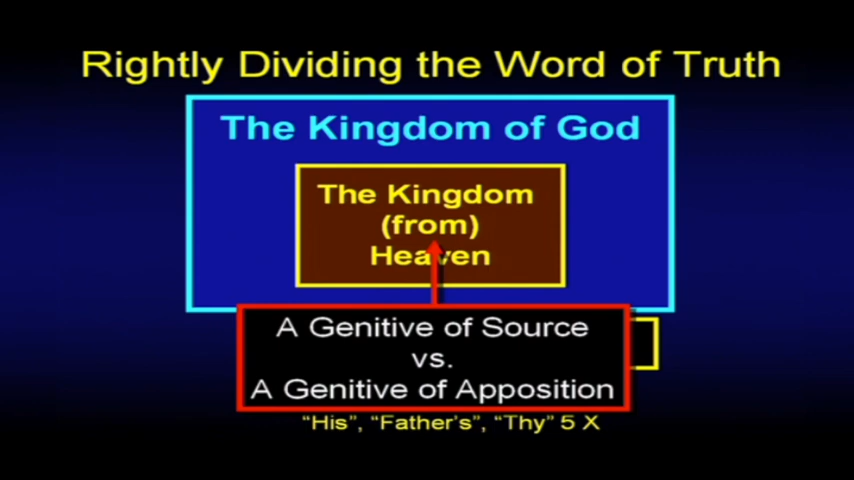 Rightly Dividing the Word of Truth
The Kingdom of God
The Kingdom
(from)
Heaven
A Genitive of Source
vs.
A Genitive of Apposition
“His”, “Father’s”, “Thy” 5 X